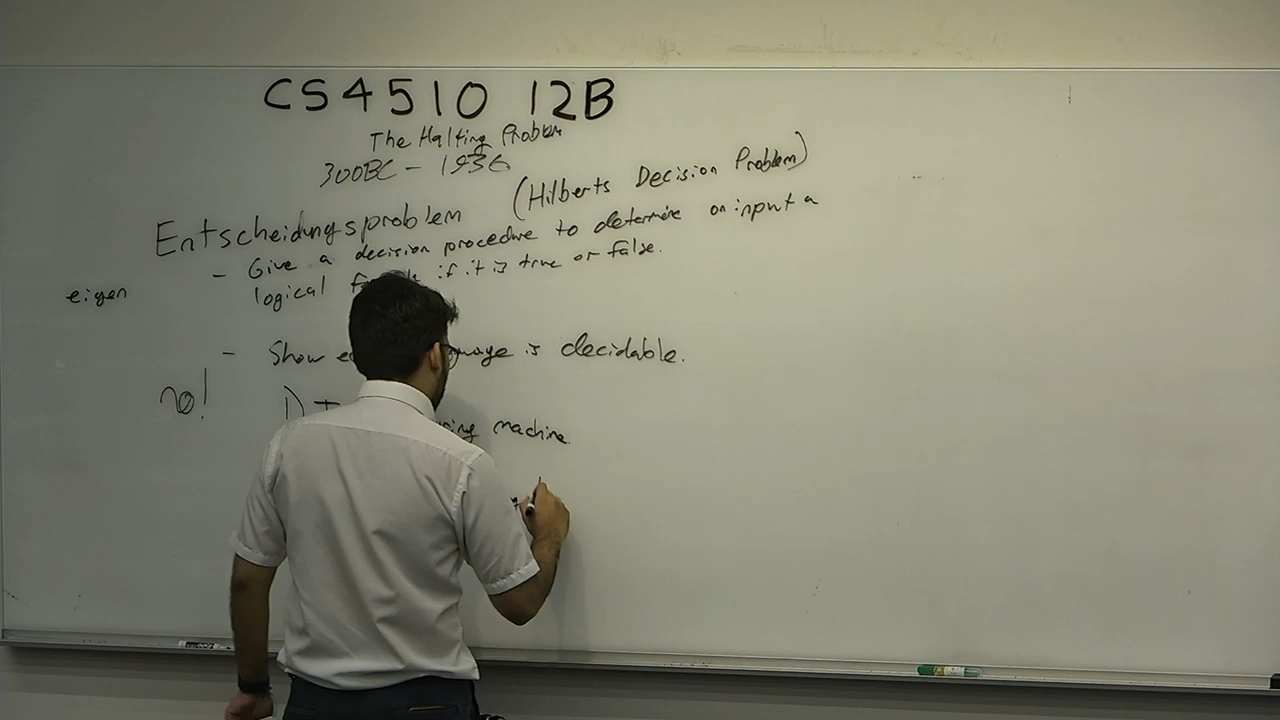 CS4510 12B
The Halting Problem
300BC - 1936
Entscheidungsproblem (Hilberts Decision Problem)
- Give a decision procedure to determine on input a
logical if it is true or false.
eigen
- Show is decidable.
no! 1) machine.